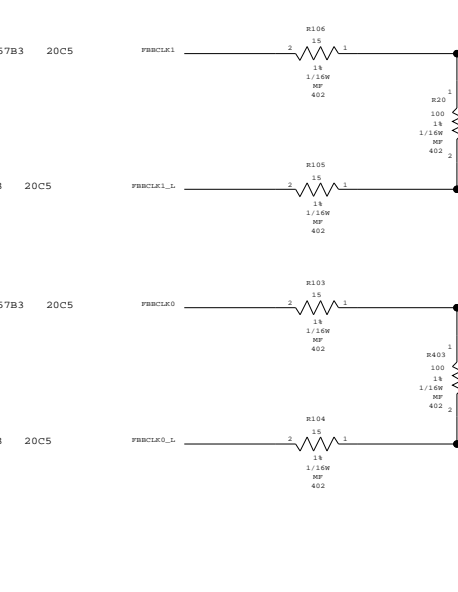 R106
57B3 20C5 FBBCLK1 2 15 1
1%
1/16W
MF
402
1
R20
100
1%
1/16W
MF
402
2
R105
20C5 FBBCLK1_L 2 15 1
1%
1/16W
MF
402
R103
57B3 20C5 FBBCLK0 2 15 1
1%
1/16W
MF
402
1
R403
100
1%
1/16W
MF
402
2
R104
20C5 FBBCLK0_L 2 15 1
1%
1/16W
MF
402